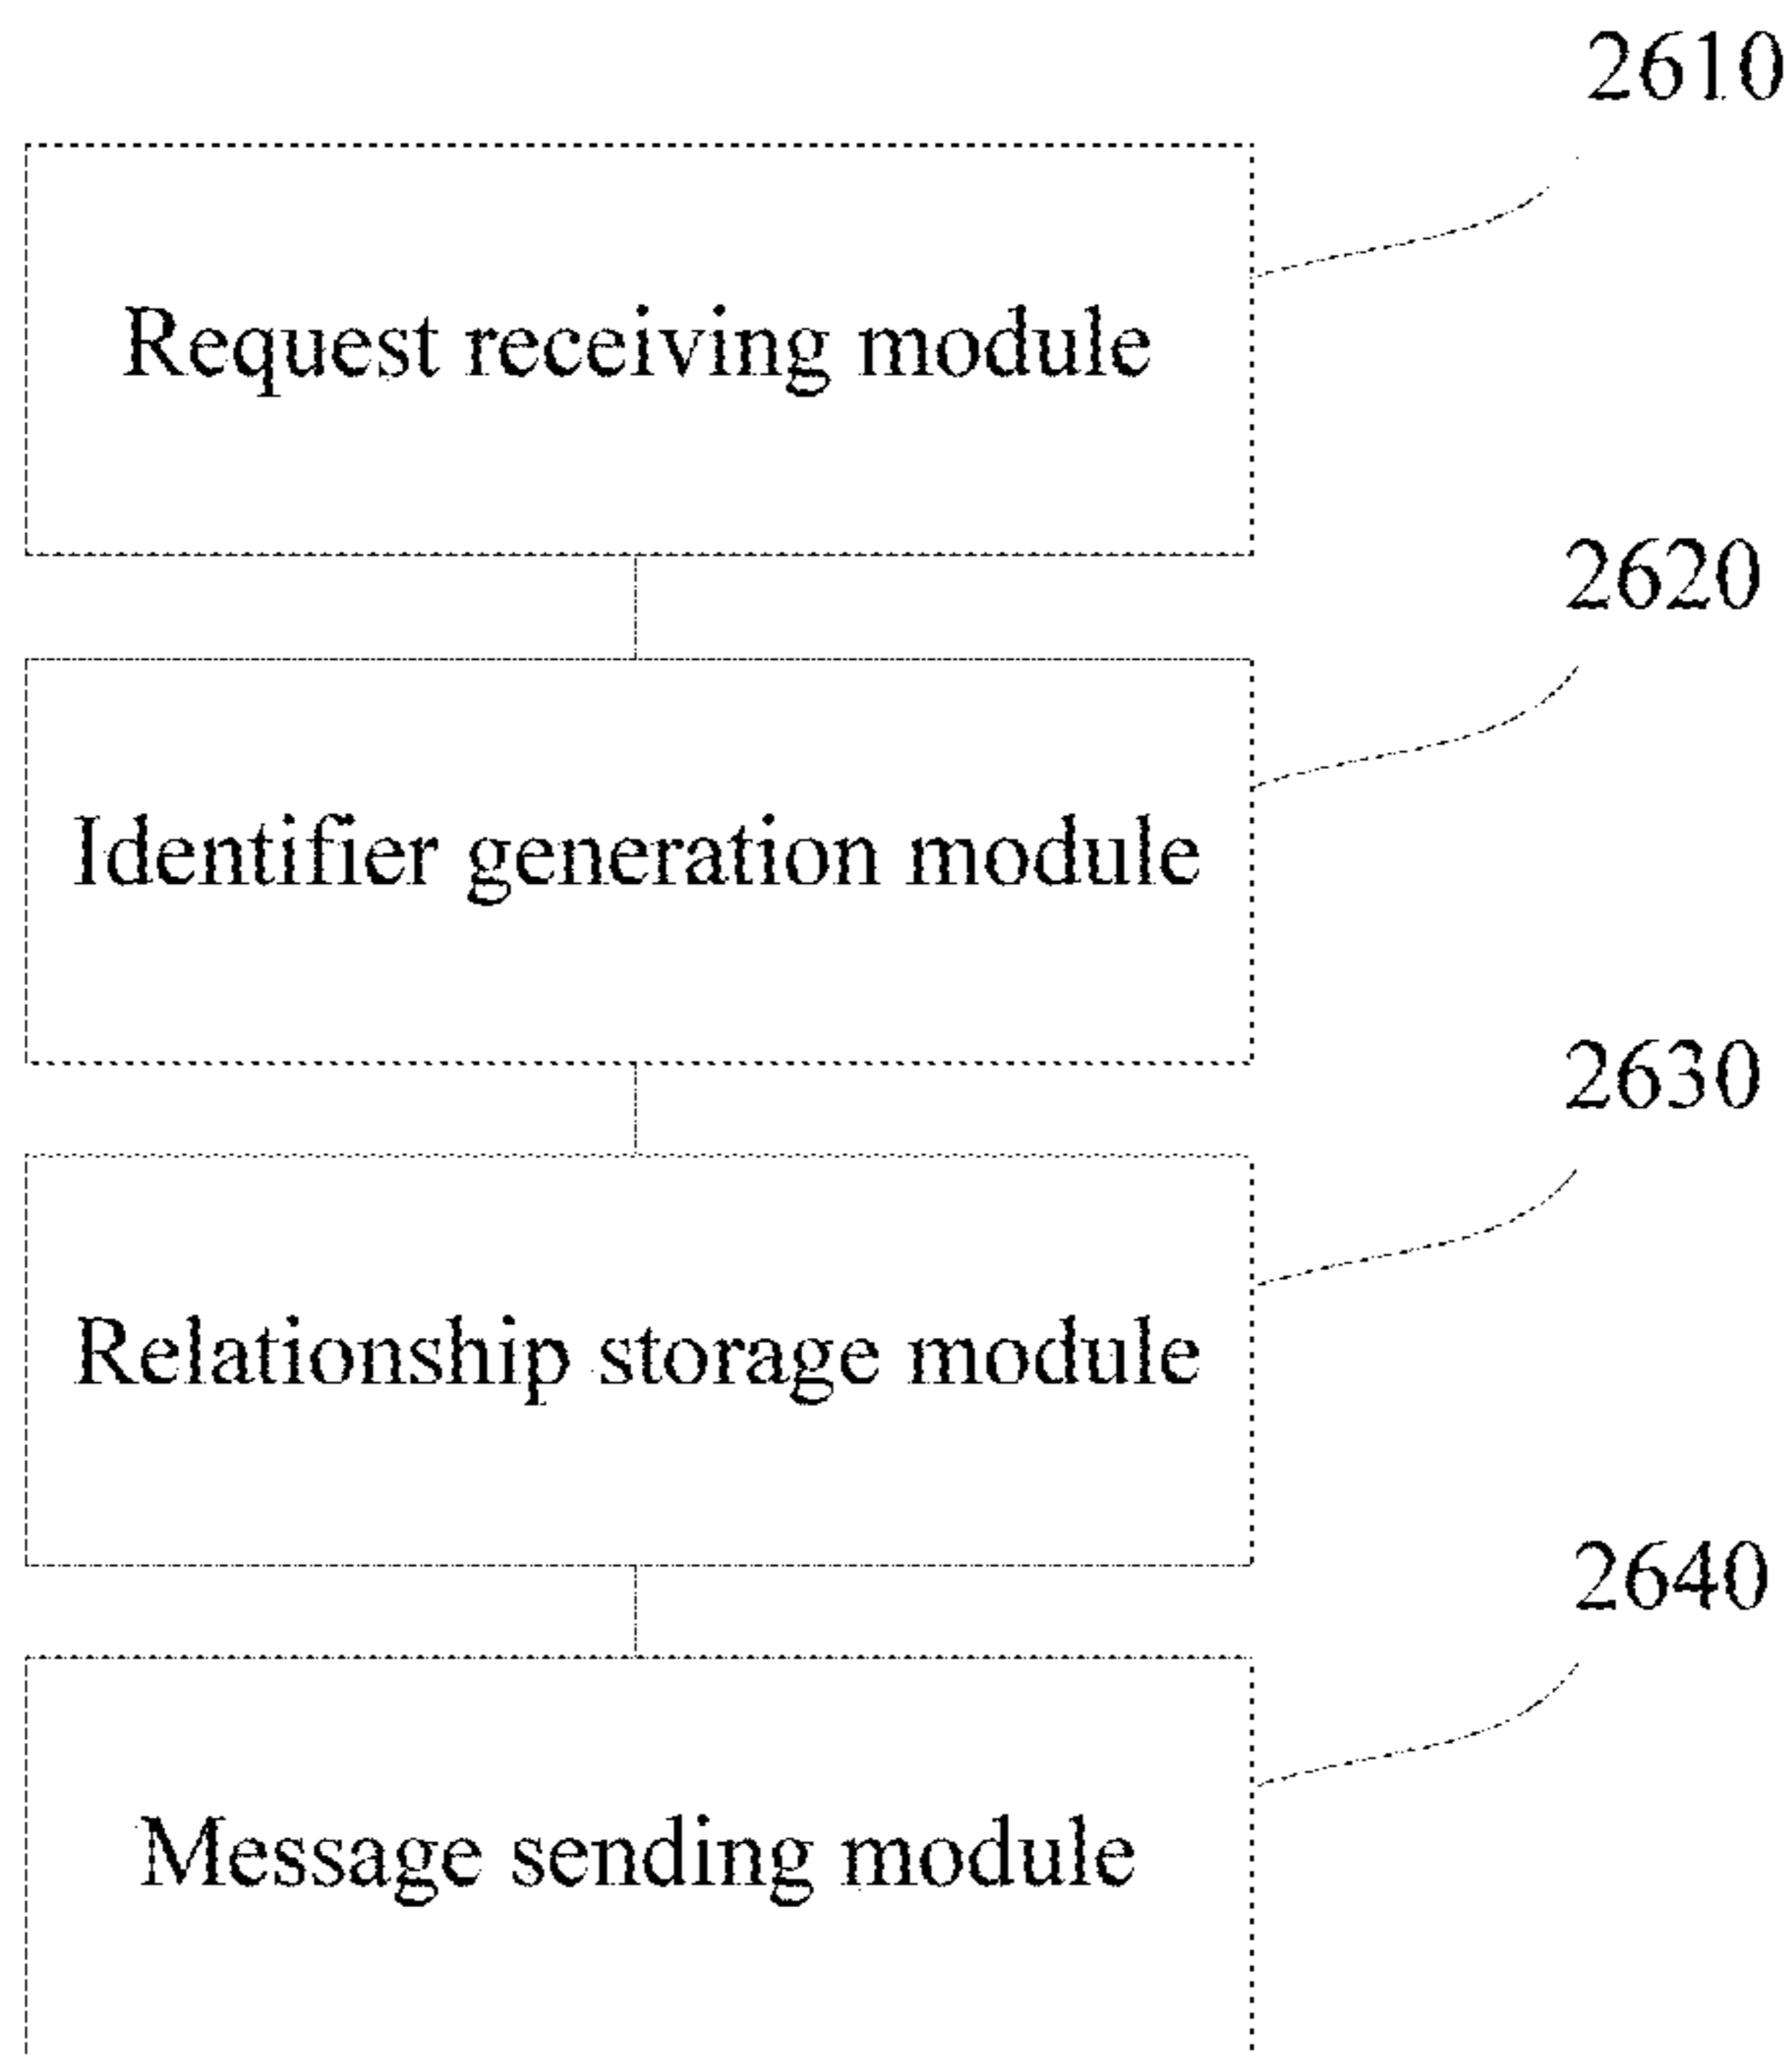 2610
Request receiving module
2620
Identifier generation module
2630
Relationship storage module
2640
Message sending module